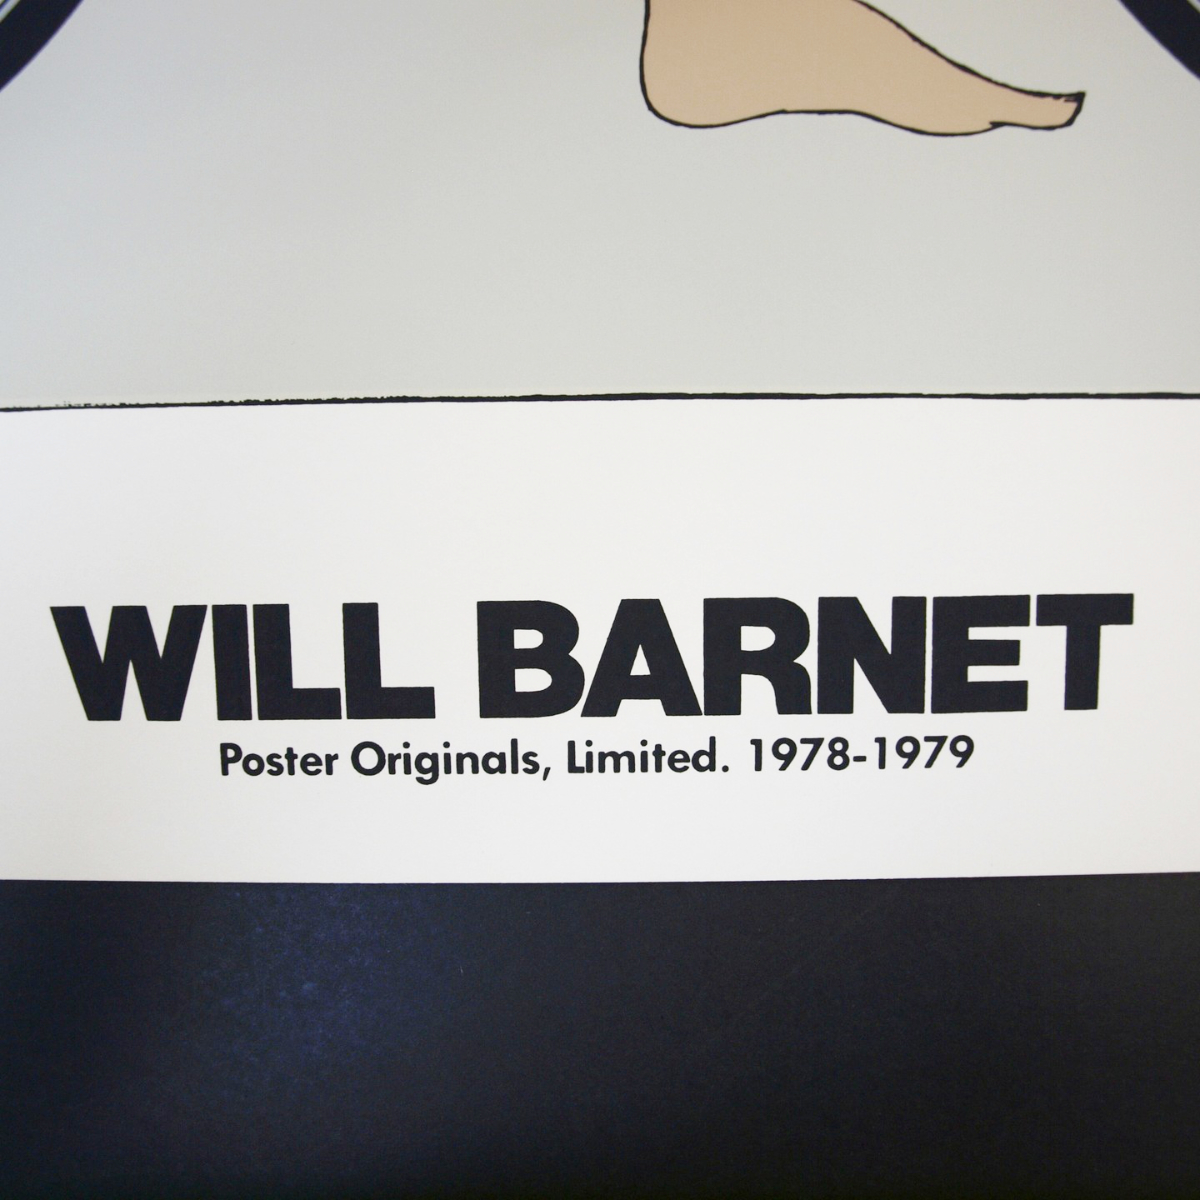 WILL BARNET
Poster Originals, Limited. 1978-1979